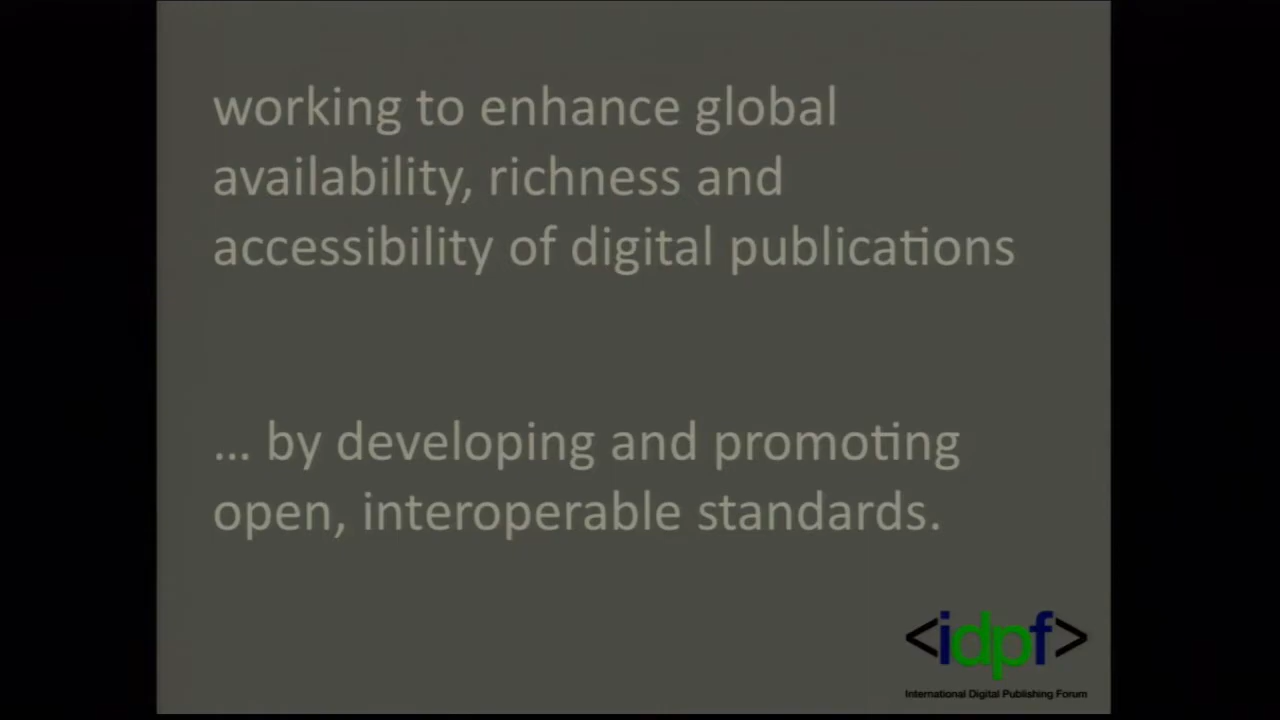 working to enhance global
availability, richness and
accessibility of digital publications
... by developing and promoting
open, interoperable standards.
<idpf>
International Digital Publishing Forum